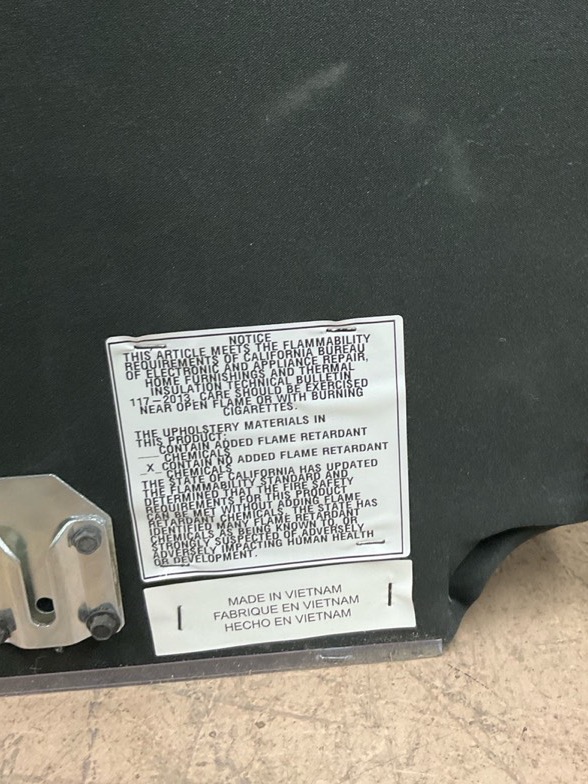 NOTICE
THIS ARTICLE MEETS THE FLAMMABILITY
REQUIREMENTS OF CALIFORNIA BUREAU
OF ELECTRONIC AND APPLIANCE REPAIR,
HOME FURNISHINGS AND THERMAL
INSULATION TECHNICAL BULLETIN
117-2013. CARE SHOULD BE EXERCISED
NEAR OPEN FLAME OR WITH BURNING
CIGARETTES.
THE UPHOLSTERY MATERIALS IN
THIS PRODUCT:
___CONTAIN ADDED FLAME RETARDANT
CHEMICALS
_X_CONTAIN NO ADDED FLAME RETARDANT
CHEMICALS
THE STATE OF CALIFORNIA HAS UPDATED
THE FLAMMABILITY STANDARD AND
DETERMINED THAT THE FIRE SAFETY
REQUIREMENTS FOR THIS PRODUCT
CAN BE MET WITHOUT ADDING FLAME
RETARDANT CHEMICALS. THE STATE HAS
IDENTIFIED MANY FLAME RETARDANT
CHEMICALS AS BEING KNOWN TO, OR
STRONGLY SUSPECTED OF, ADVERSELY
ADVERSELY IMPACTING HUMAN HEALTH
OR DEVELOPMENT.
MADE IN VIETNAM
FABRIQUE EN VIETNAM
HECHO EN VIETNAM